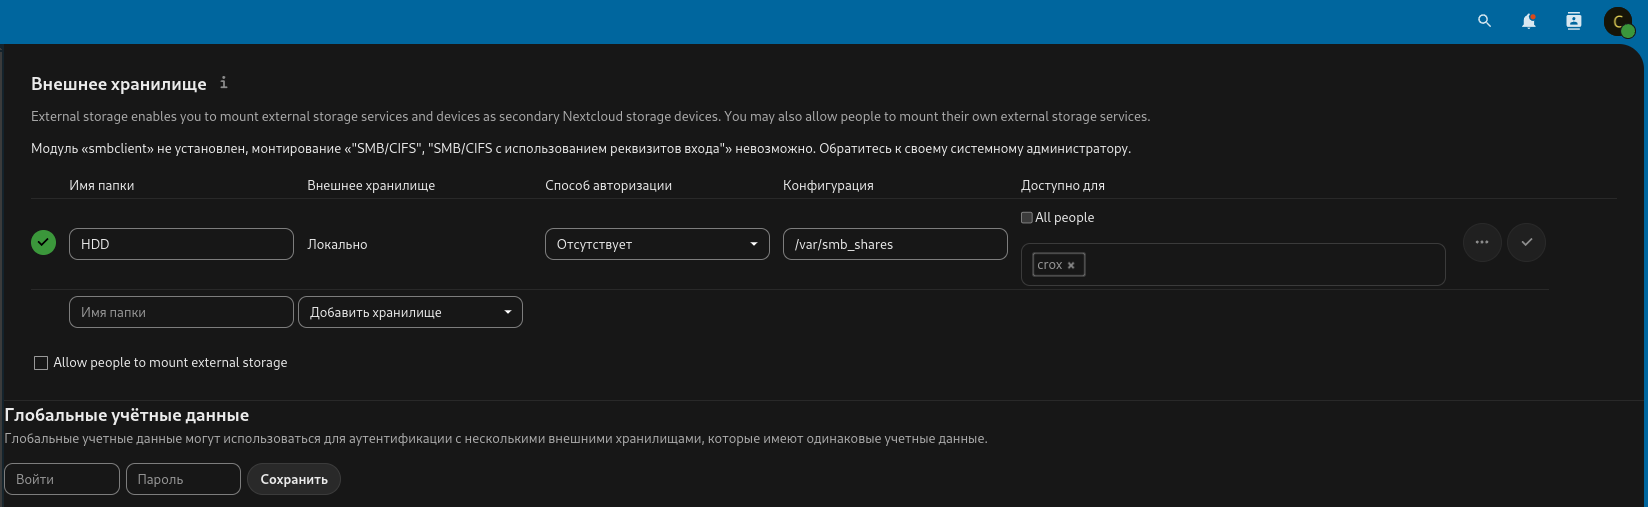 C
Внешнее хранилище i
External storage enables you to mount external storage services and devices as secondary Nextcloud storage devices. You may also allow people to mount their own external storage services.
Модуль «smbclient» не установлен, монтирование «"SMB/CIFS", "SMB/CIFS с использованием реквизитов входа"» невозможно. Обратитесь к своему системному администратору.
Имя папки Внешнее хранилище Способ авторизации Конфигурация Доступно для
All people
HDD Локально Отсутствует /var/smb_shares
crox
Имя папки Добавить хранилище
Allow people to mount external storage
Глобальные учётные данные
Глобальные учетные данные могут использоваться для аутентификации с несколькими внешними хранилищами, которые имеют одинаковые учетные данные.
Войти Пароль Сохранить